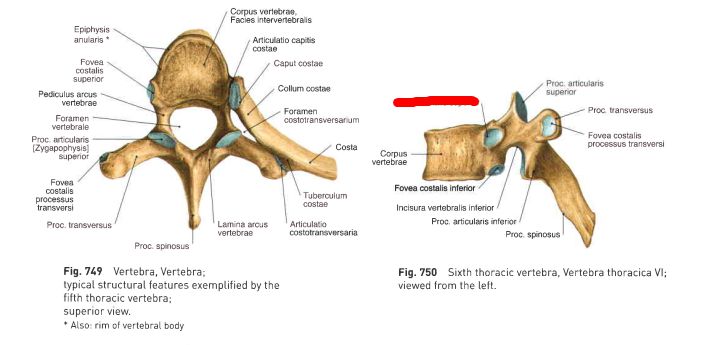 Corpus vertebrae,
Facies intervertebralis
Epiphysis
anularis *
Articulatio capitis
costae
Fovea
costalis
superior
Caput costae
Pediculus arcus
vertebrae
Collum costae
Foramen
vertebrale
Foramen
costotransversarium
Proc. articularis
[Zygapophysis]
superior
Costa
Fovea
costalis
processus
transversi
Tuberculum
costae
Proc. transversus
Lamina arcus
vertebrae
Articulatio
costotransversaria
Proc. spinosus
Fig. 749 Vertebra, Vertebra;
typical structural features exemplified by the
fifth thoracic vertebra;
superior view.
* Also: rim of vertebral body
Proc. articularis
superior
Proc. transversus
Fovea costalis
processus transversi
Corpus
vertebrae
Fovea costalis inferior
Incisura vertebralis inferior
Proc. articularis inferior
Proc. spinosus
Fig. 750 Sixth thoracic vertebra, Vertebra thoracica VI;
viewed from the left.